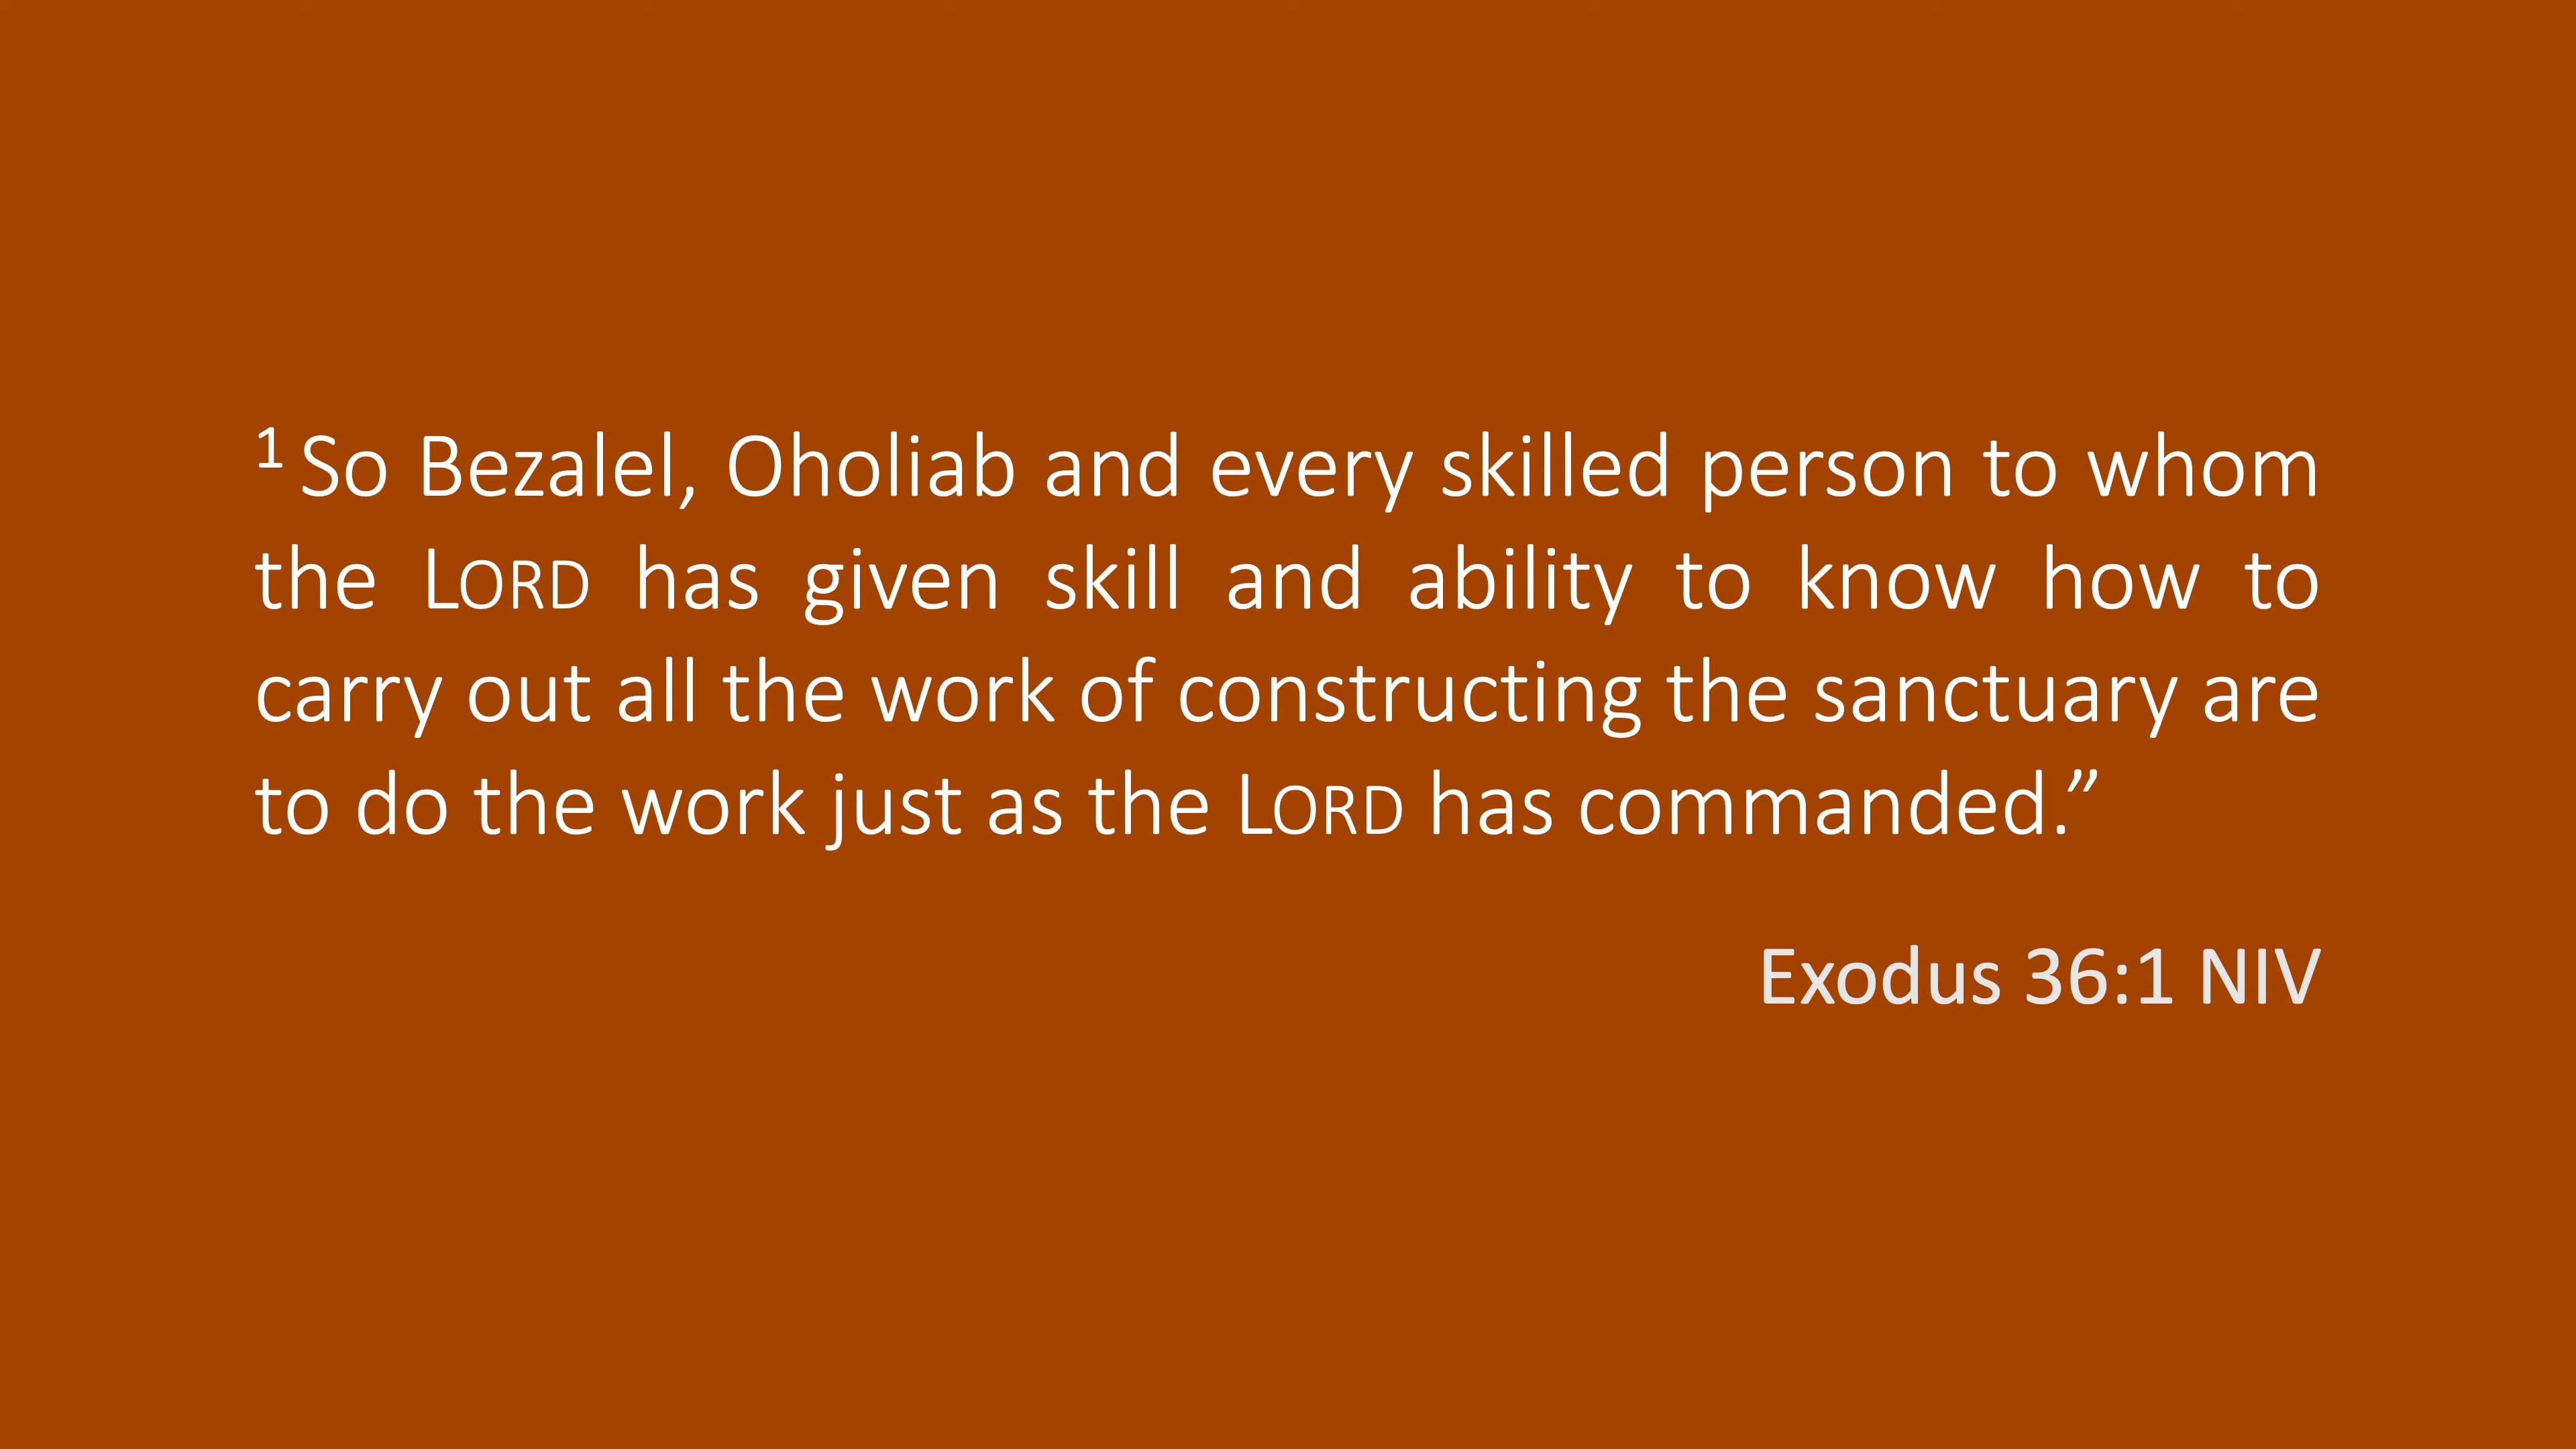 ¹ So Bezalel, Oholiab and every skilled person to whom
the LORD has given skill and ability to know how to
carry out all the work of constructing the sanctuary are
to do the work just as the LORD has commanded.”
Exodus 36:1 NIV